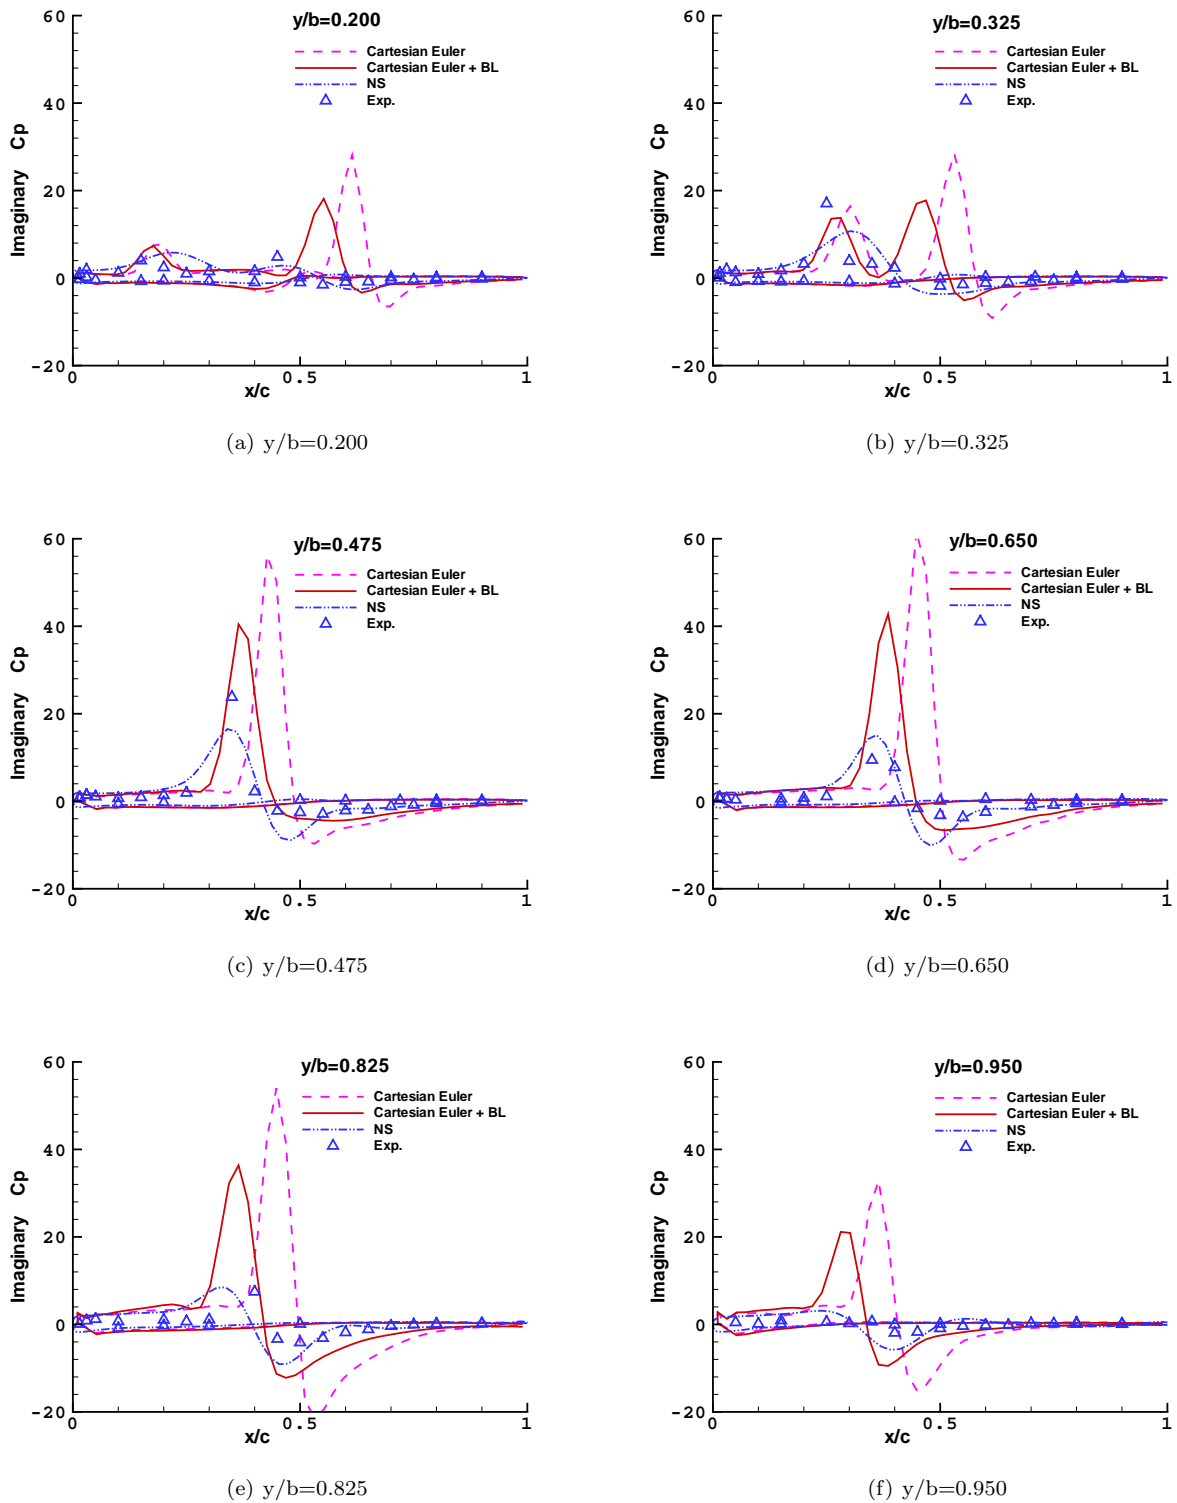 y/b=0.200
Cartesian Euler
Cartesian Euler + BL
NS
Exp.
60
40
20
0
-20
Imaginary Cp
0
0.5
1
x/c
(a) y/b=0.200
y/b=0.325
Cartesian Euler
Cartesian Euler + BL
NS
Exp.
60
40
20
0
-20
Imaginary Cp
0
0.5
1
x/c
(b) y/b=0.325
y/b=0.475
Cartesian Euler
Cartesian Euler + BL
NS
Exp.
60
40
20
0
-20
Imaginary Cp
0
0.5
1
x/c
(c) y/b=0.475
y/b=0.650
Cartesian Euler
Cartesian Euler + BL
NS
Exp.
60
40
20
0
-20
Imaginary Cp
0
0.5
1
x/c
(d) y/b=0.650
y/b=0.825
Cartesian Euler
Cartesian Euler + BL
NS
Exp.
60
40
20
0
-20
Imaginary Cp
0
0.5
1
x/c
(e) y/b=0.825
y/b=0.950
Cartesian Euler
Cartesian Euler + BL
NS
Exp.
60
40
20
0
-20
Imaginary Cp
0
0.5
1
x/c
(f) y/b=0.950